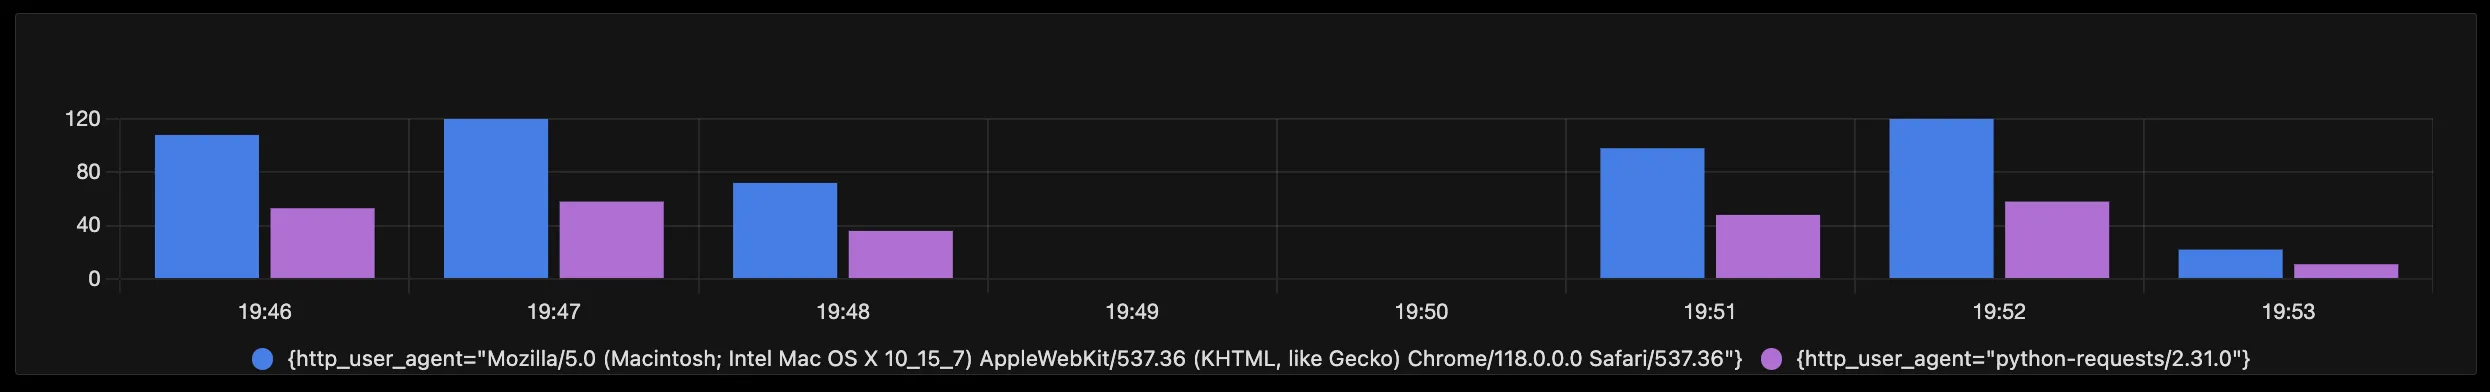 120
80
40
0
19:46 19:47 19:48 19:49 19:50 19:51 19:52 19:53
{http_user_agent="Mozilla/5.0 (Macintosh; Intel Mac OS X 10_15_7) AppleWebKit/537.36 (KHTML, like Gecko) Chrome/118.0.0.0 Safari/537.36"} {http_user_agent="python-requests/2.31.0"}